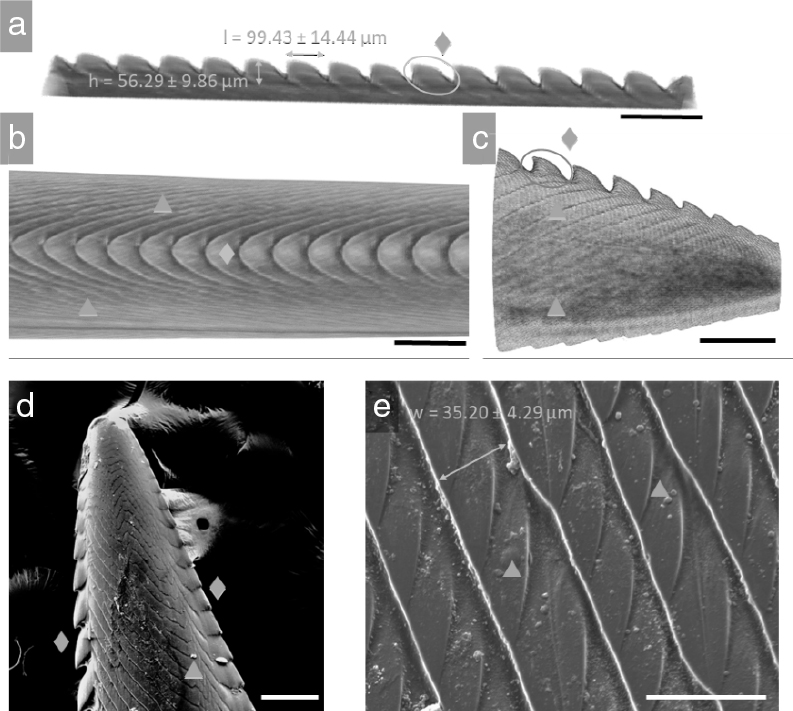 a
l = 99.43 ± 14.44 µm
h = 56.29 ± 9.86 µm
b
c
d
e
w = 35.20 ± 4.29 µm